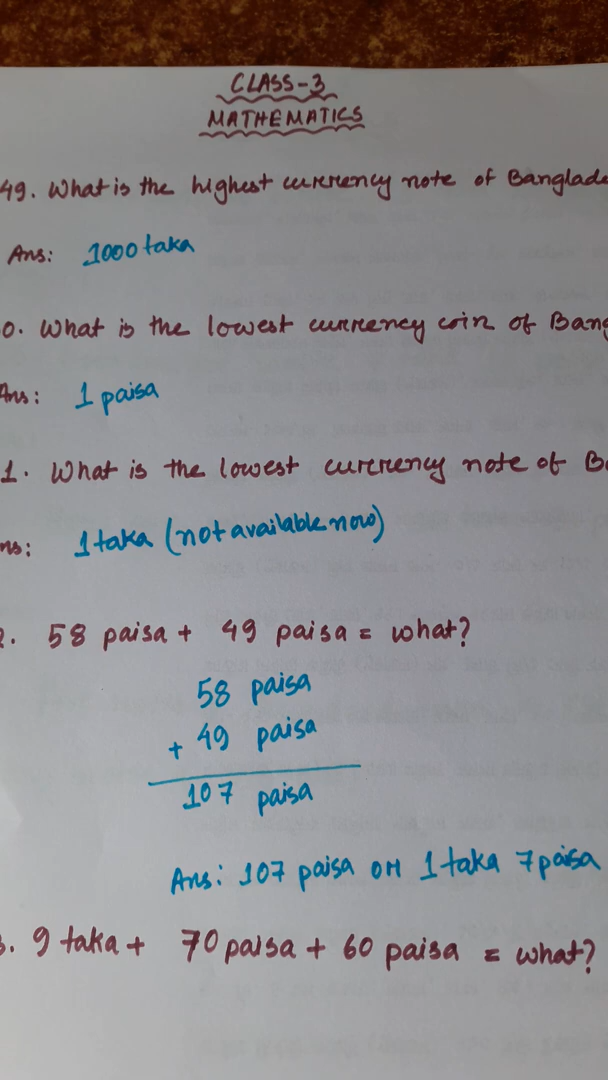 CLASS-3
MATHEMATICS
49. What is the highest currency note of
Ans: 1000 taka
0. What is the lowest currency coin of
Ans: 1 paisa
1. What is the lowest currency note of
1 taka (not available now)
58 paisa + 49 paisa = what?
58 paisa
+ 49 paisa
107 paisa
Ans: 107 paisa or 1 taka 7 paisa
3. 9 taka + 70 paisa + 60 paisa = what?